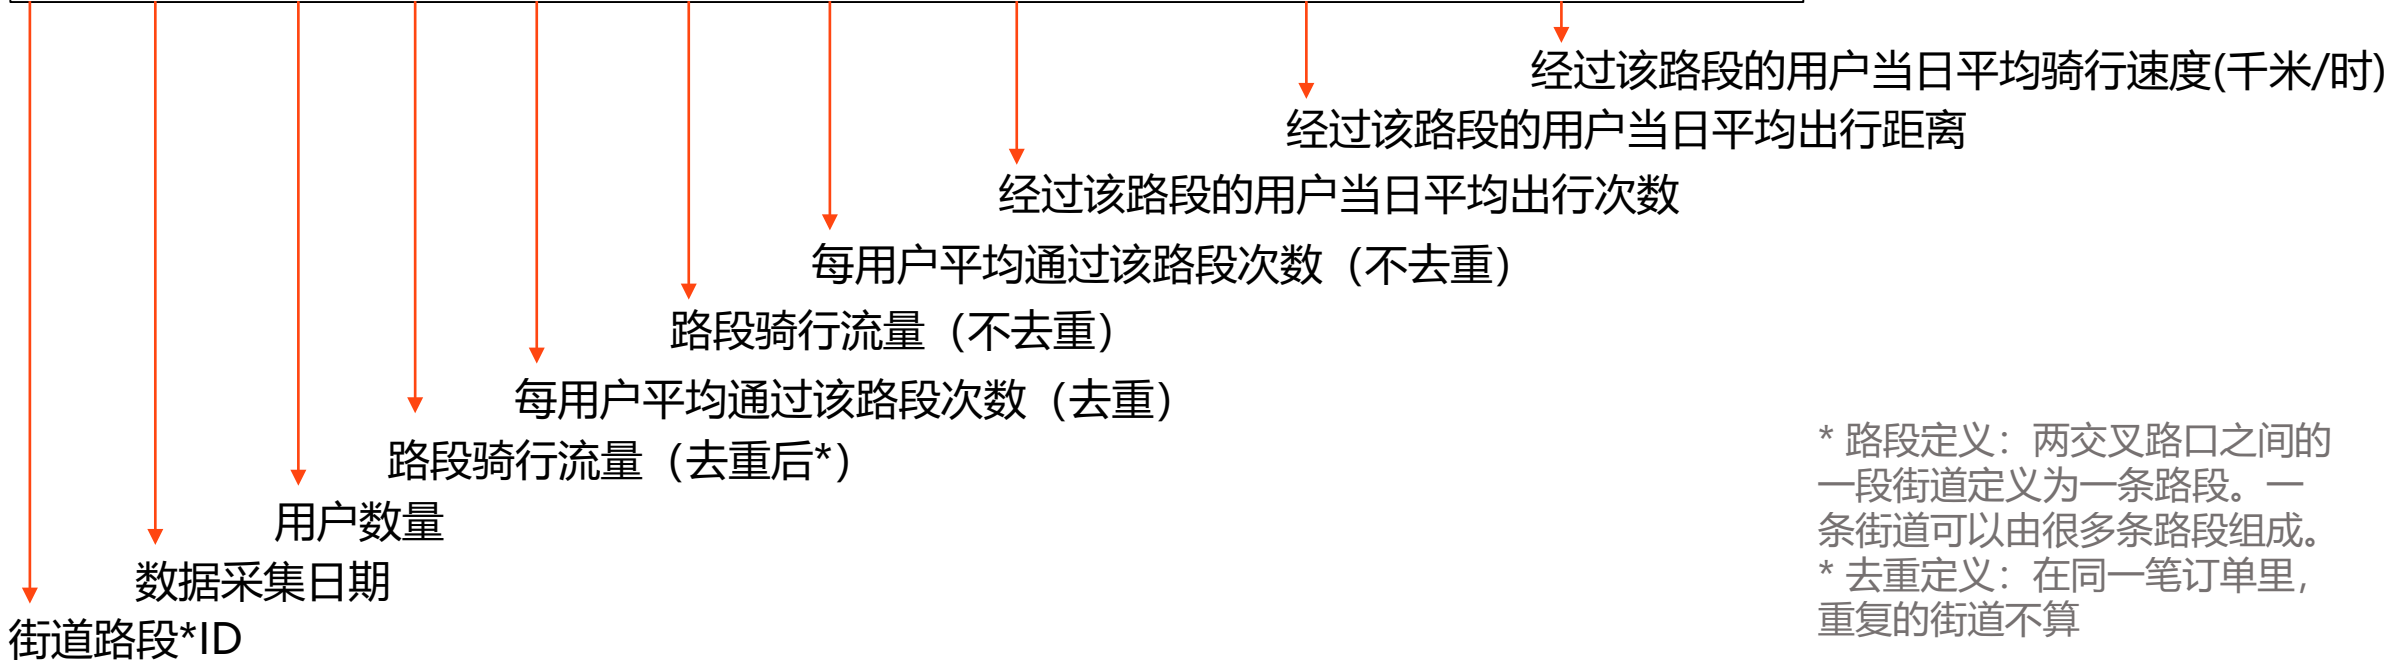 经过该路段的用户当日平均骑行速度(千米/时)
经过该路段的用户当日平均出行距离
经过该路段的用户当日平均出行次数
每用户平均通过该路段次数（不去重）
路段骑行流量（不去重）
每用户平均通过该路段次数（去重）
路段骑行流量（去重后*）
用户数量
数据采集日期
街道路段*ID
* 路段定义：两交叉路口之间的
一段街道定义为一条路段。一
条街道可以由很多条路段组成。
* 去重定义：在同一笔订单里，
重复的街道不算